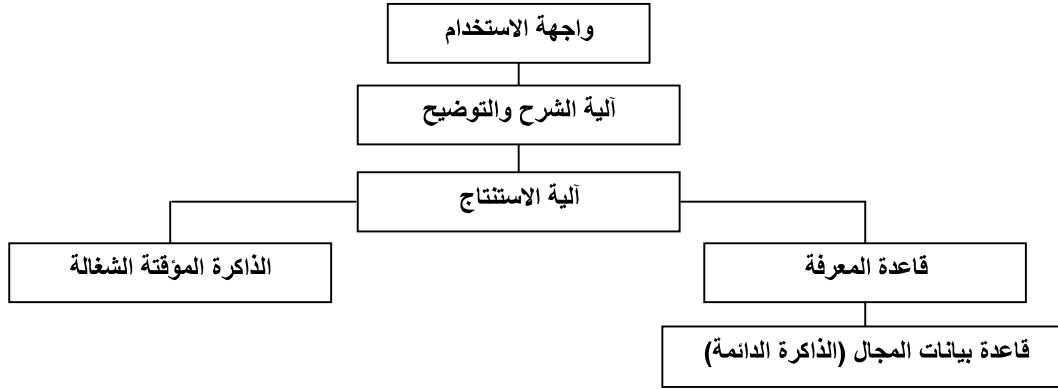 واجهة الاستخدام
آلية الشرح والتوضيح
آلية الاستنتاج
قاعدة المعرفة
الذاكرة المؤقتة الشغالة
قاعدة بيانات المجال (الذاكرة الدائمة)